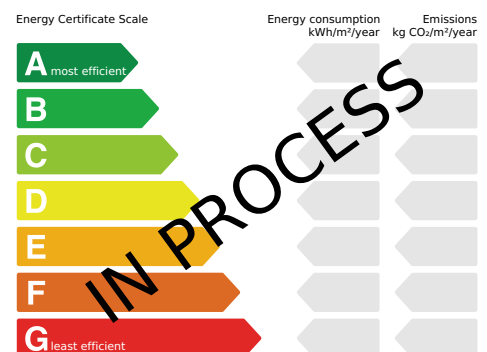 Energy Certificate Scale
Energy consumption
kWh/m²/year
Emissions
kg CO₂/m²/year
A most efficient
B
C
D
E
F
G least efficient
IN PROCESS